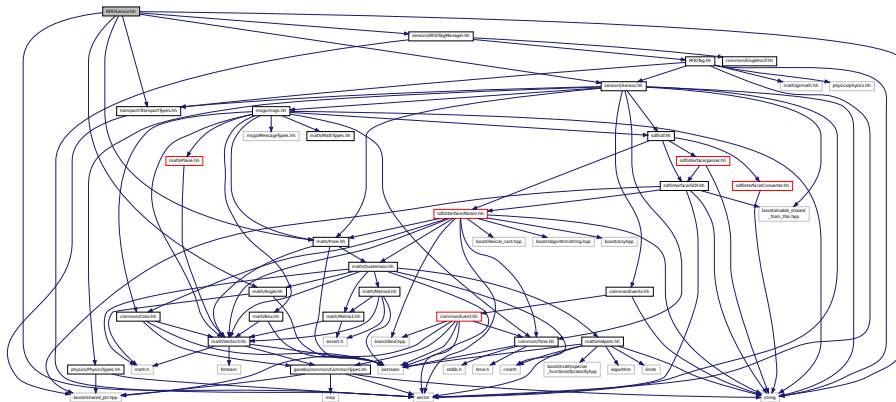 RFIDSensor.hh
sensors/RFIDTagManager.hh
RFIDTag.hh
common/SingletonT.hh
sensors/Sensor.hh
math/gzmath.hh
physics/physics.hh
transport/TransportTypes.hh
msgs/msgs.hh
msgs/MessageTypes.hh
math/MathTypes.hh
sdf/sdf.hh
math/Plane.hh
sdf/interface/parser.hh
sdf/interface/SDF.hh
sdf/interface/Converter.hh
sdf/interface/Param.hh
boost/enable_shared
_from_this.hpp
math/Pose.hh
boost/lexical_cast.hpp
boost/algorithm/string.hpp
boost/any.hpp
math/Quaternion.hh
math/Angle.hh
math/Matrix4.hh
common/Events.hh
common/Color.hh
math/Box.hh
math/Matrix3.hh
common/Event.hh
math/Vector3.hh
assert.h
boost/bind.hpp
common/Time.hh
math/Helpers.hh
physics/PhysicsTypes.hh
math.h
fstream
gazebo/common/CommonTypes.hh
iostream
stdlib.h
time.h
cmath
boost/math/special
_functions/fpclassify.hpp
algorithm
limits
boost/shared_ptr.hpp
map
vector
string